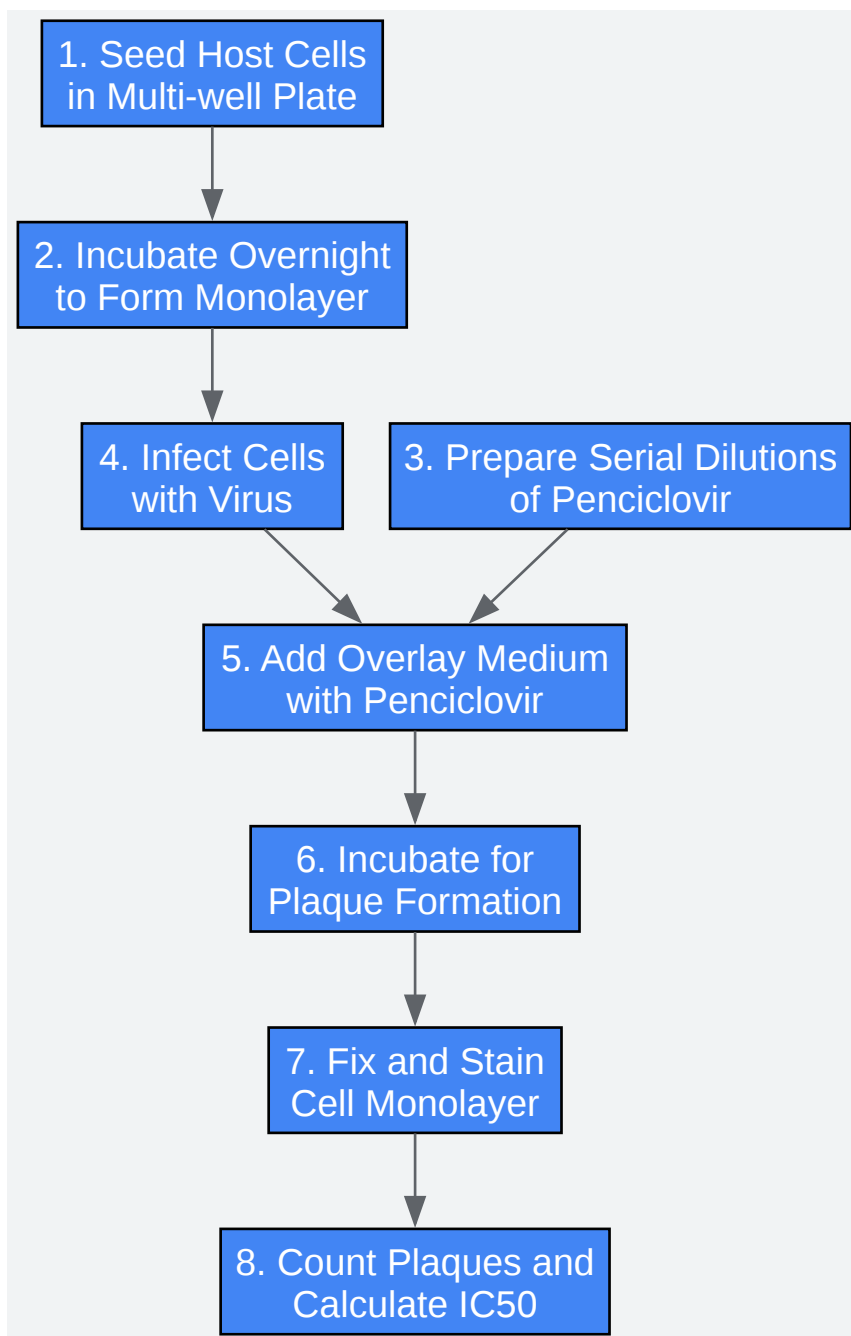 1. Seed Host Cells
in Multi-well Plate
2. Incubate Overnight
to Form Monolayer
4. Infect Cells
with Virus
3. Prepare Serial Dilutions
of Penciclovir
5. Add Overlay Medium
with Penciclovir
6. Incubate for
Plaque Formation
7. Fix and Stain
Cell Monolayer
8. Count Plaques and
Calculate IC50